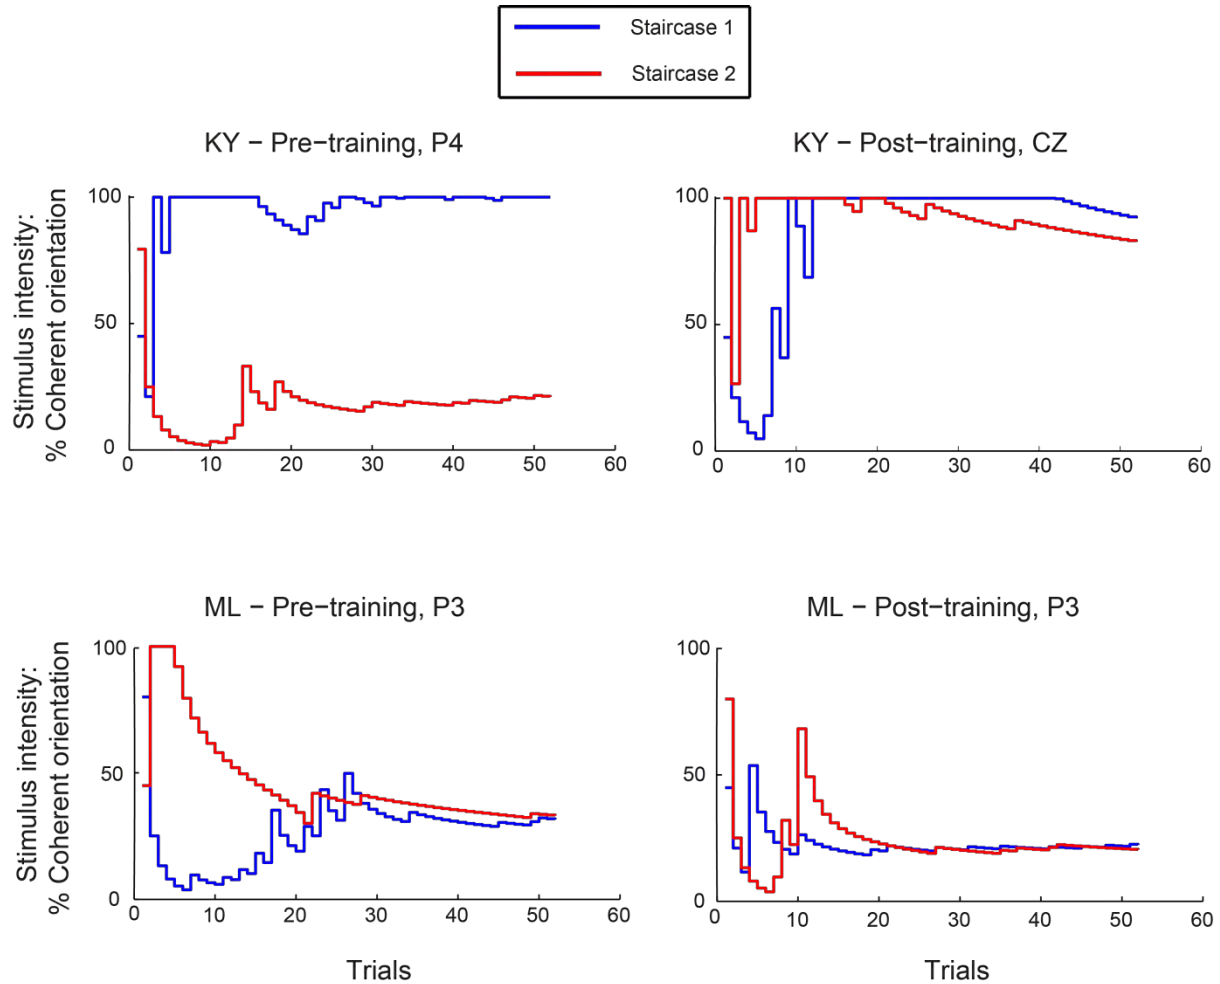 Staircase 1
Staircase 2
KY − Pre−training, P4
KY − Post−training, CZ
Stimulus intensity:
% Coherent orientation
100
50
0
0 10 20 30 40 50 60
100
50
0
0 10 20 30 40 50 60
ML − Pre−training, P3
ML − Post−training, P3
Stimulus intensity:
% Coherent orientation
100
50
0
0 10 20 30 40 50 60
100
50
0
0 10 20 30 40 50 60
Trials
Trials